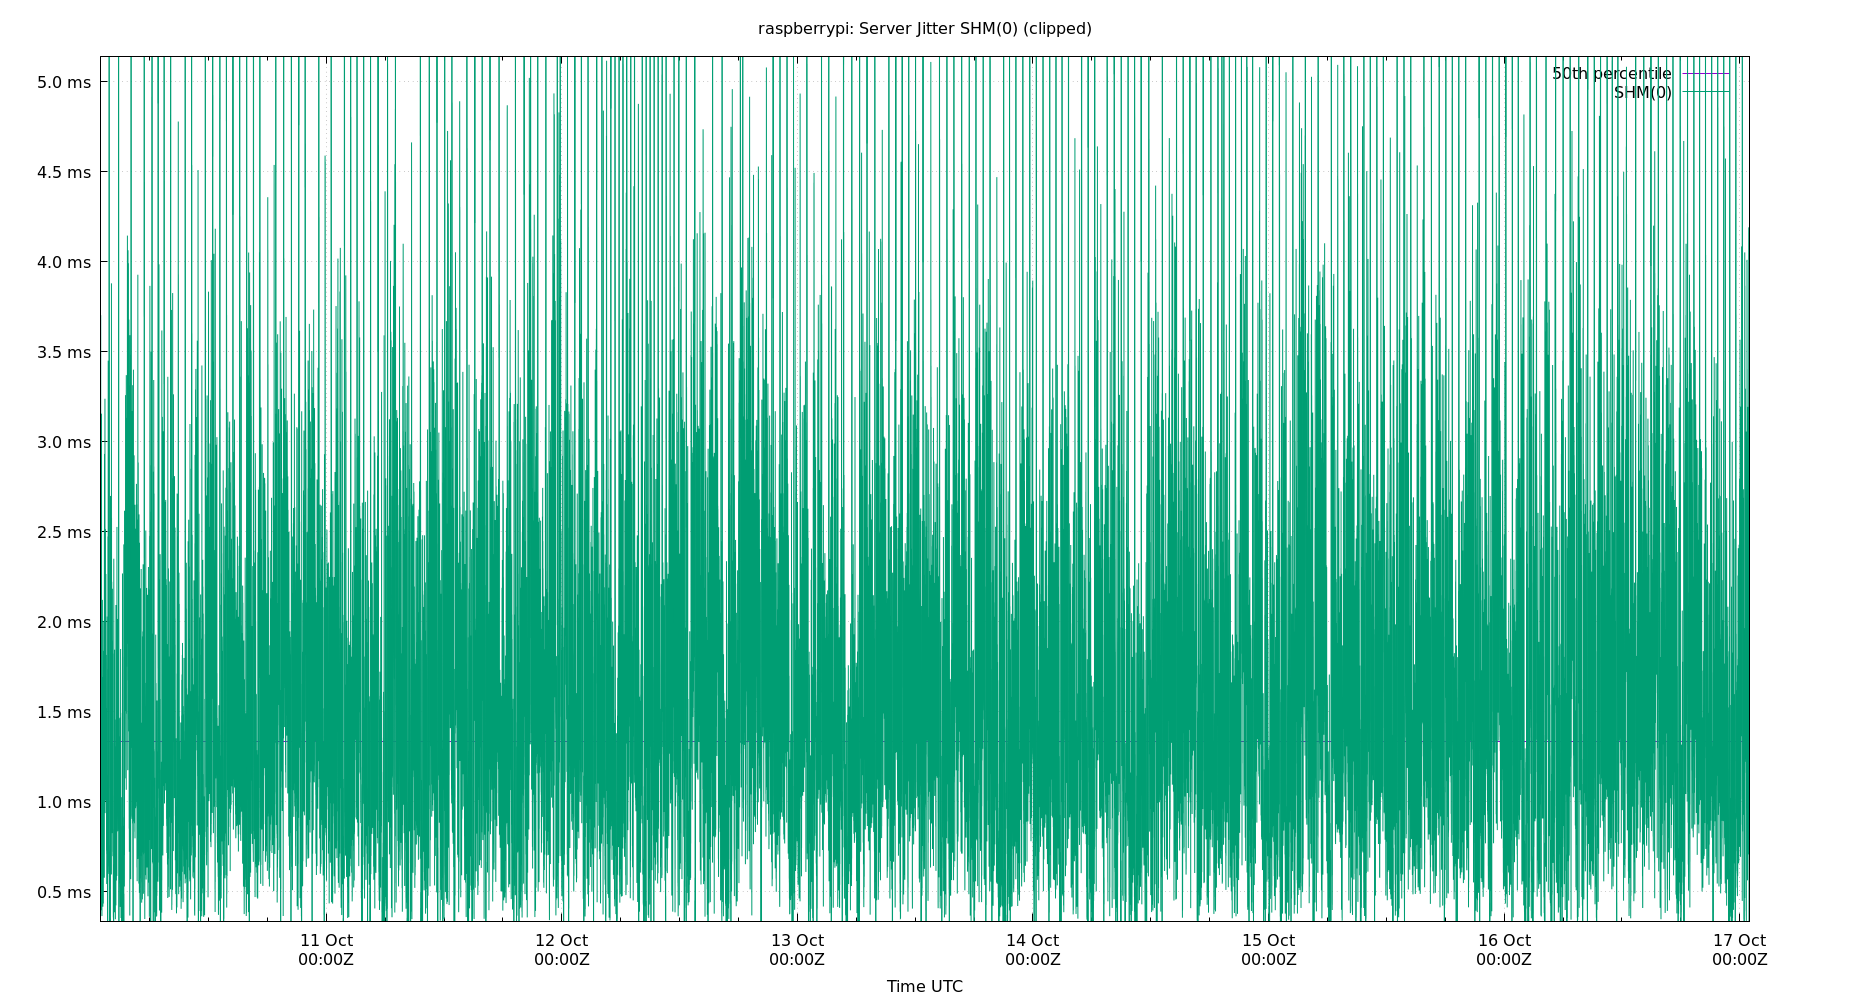 raspberrypi: Server Jitter SHM(0) (clipped)
50th percentile
SHM(0)
5.0 ms
4.5 ms
4.0 ms
3.5 ms
3.0 ms
2.5 ms
2.0 ms
1.5 ms
1.0 ms
0.5 ms
11 Oct 12 Oct 13 Oct 14 Oct 15 Oct 16 Oct 17 Oct
00:00Z 00:00Z 00:00Z 00:00Z 00:00Z 00:00Z 00:00Z
Time UTC